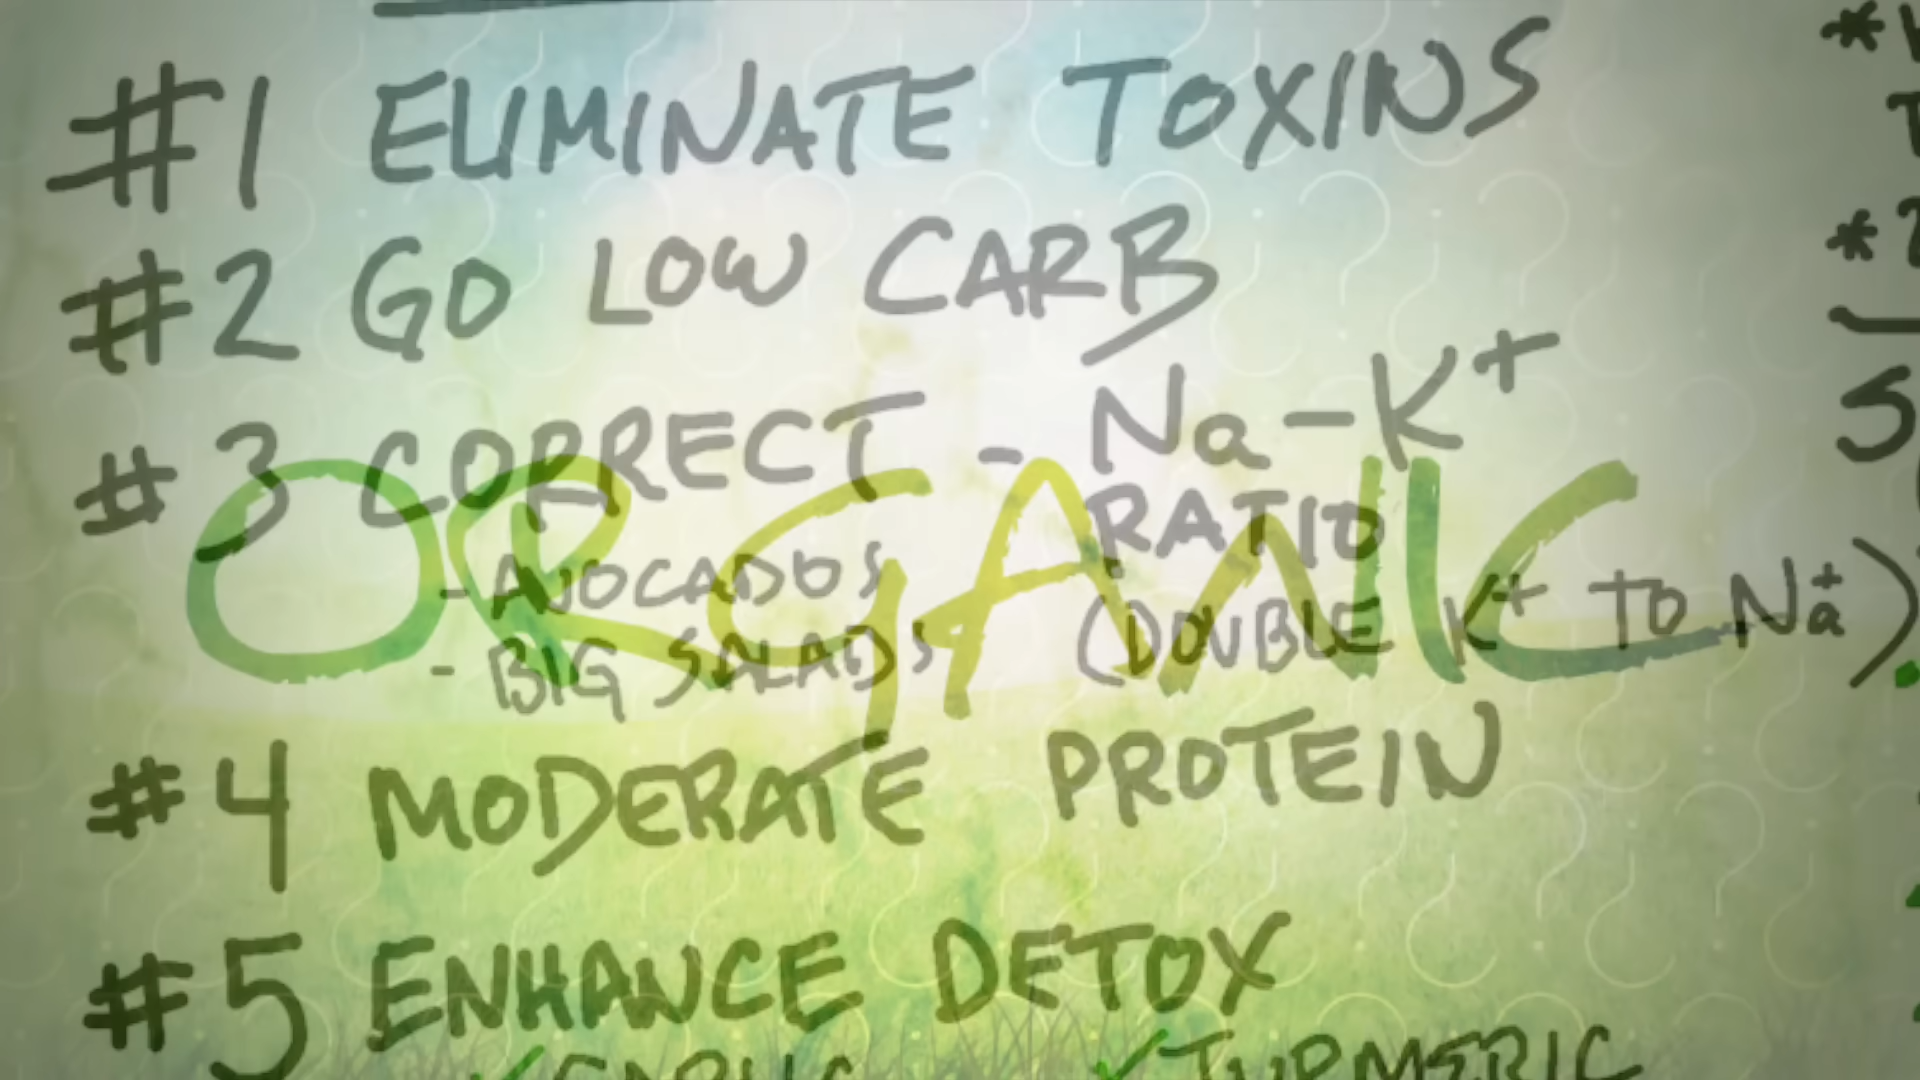 #1 ELIMINATE TOXINS
#2 GO LOW CARB
#3 CORRECT - Na-K+
RATIO
ORGANIC
- AVOCADOS
- BIG SALADS
(DOUBLE K+ TO Na+)
#4 MODERATE PROTEIN
#5 ENHANCE DETOX
✓GARLIC ✓TURMERIC